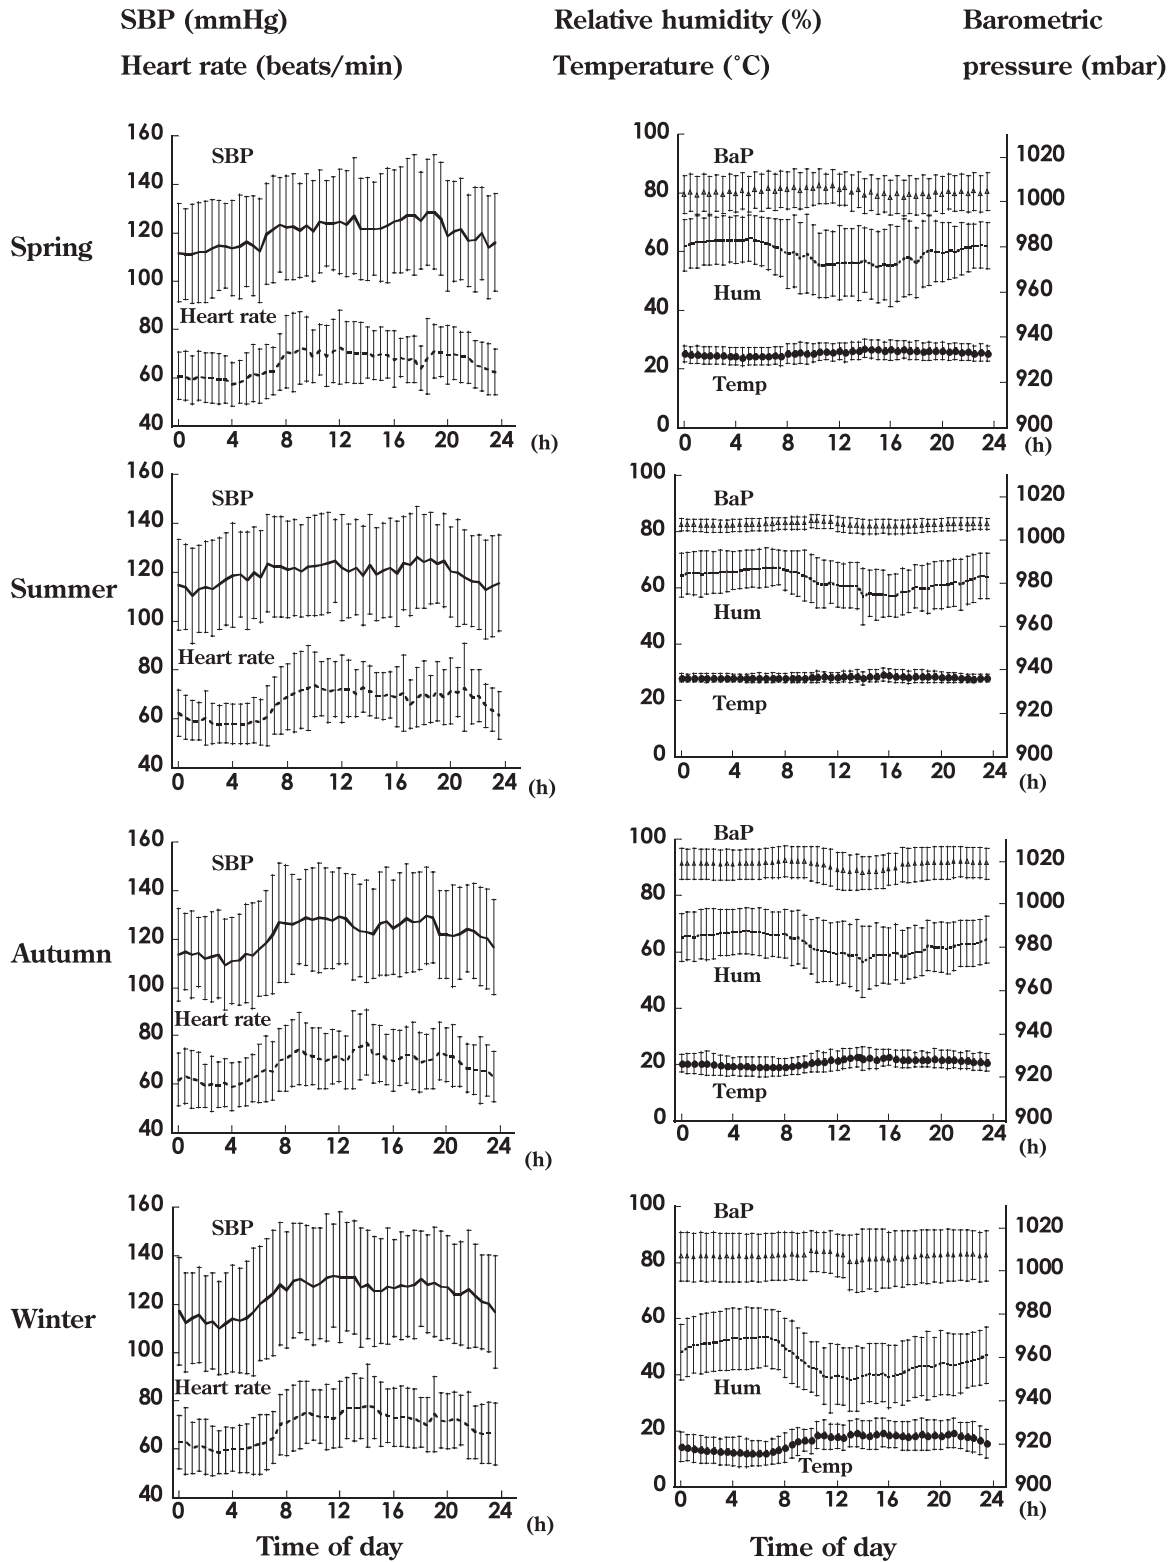 SBP (mmHg)
Heart rate (beats/min)
Relative humidity (%)
Temperature (˚C)
Barometric
pressure (mbar)
Spring
160
140
120
100
80
60
40
SBP
Heart rate
0 4 8 12 16 20 24 (h)
100
80
60
40
20
0
BaP
Hum
Temp
1020
1000
980
960
940
920
900
0 4 8 12 16 20 24 (h)
Summer
160
140
120
100
80
60
40
SBP
Heart rate
0 4 8 12 16 20 24 (h)
100
80
60
40
20
0
BaP
Hum
Temp
1020
1000
980
960
940
920
900
0 4 8 12 16 20 24 (h)
Autumn
160
140
120
100
80
60
40
SBP
Heart rate
0 4 8 12 16 20 24 (h)
100
80
60
40
20
0
BaP
Hum
Temp
1020
1000
980
960
940
920
900
0 4 8 12 16 20 24 (h)
Winter
160
140
120
100
80
60
40
SBP
Heart rate
0 4 8 12 16 20 24 (h)
Time of day
100
80
60
40
20
0
BaP
Hum
Temp
1020
1000
980
960
940
920
900
0 4 8 12 16 20 24 (h)
Time of day